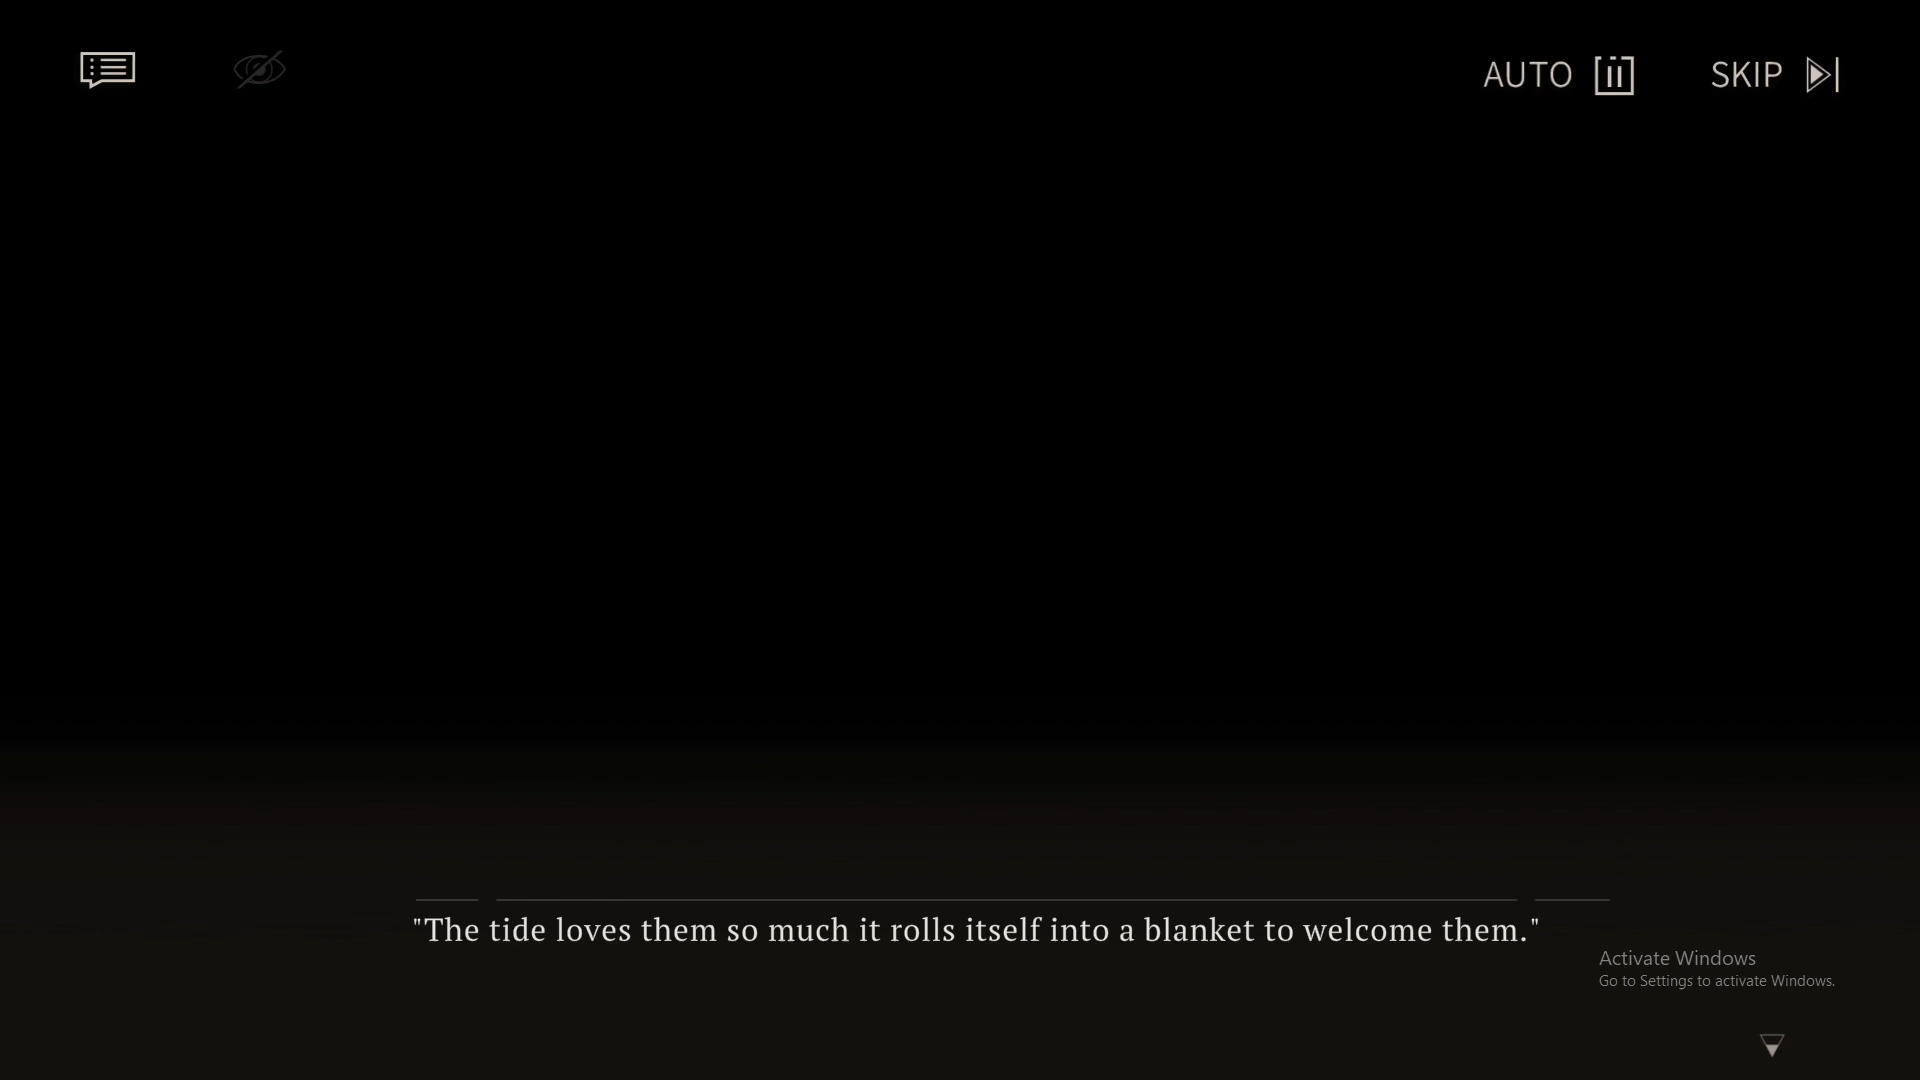 AUTO
SKIP
"The tide loves them so much it rolls itself into a blanket to welcome them."
Activate Windows
Go to Settings to activate Windows.